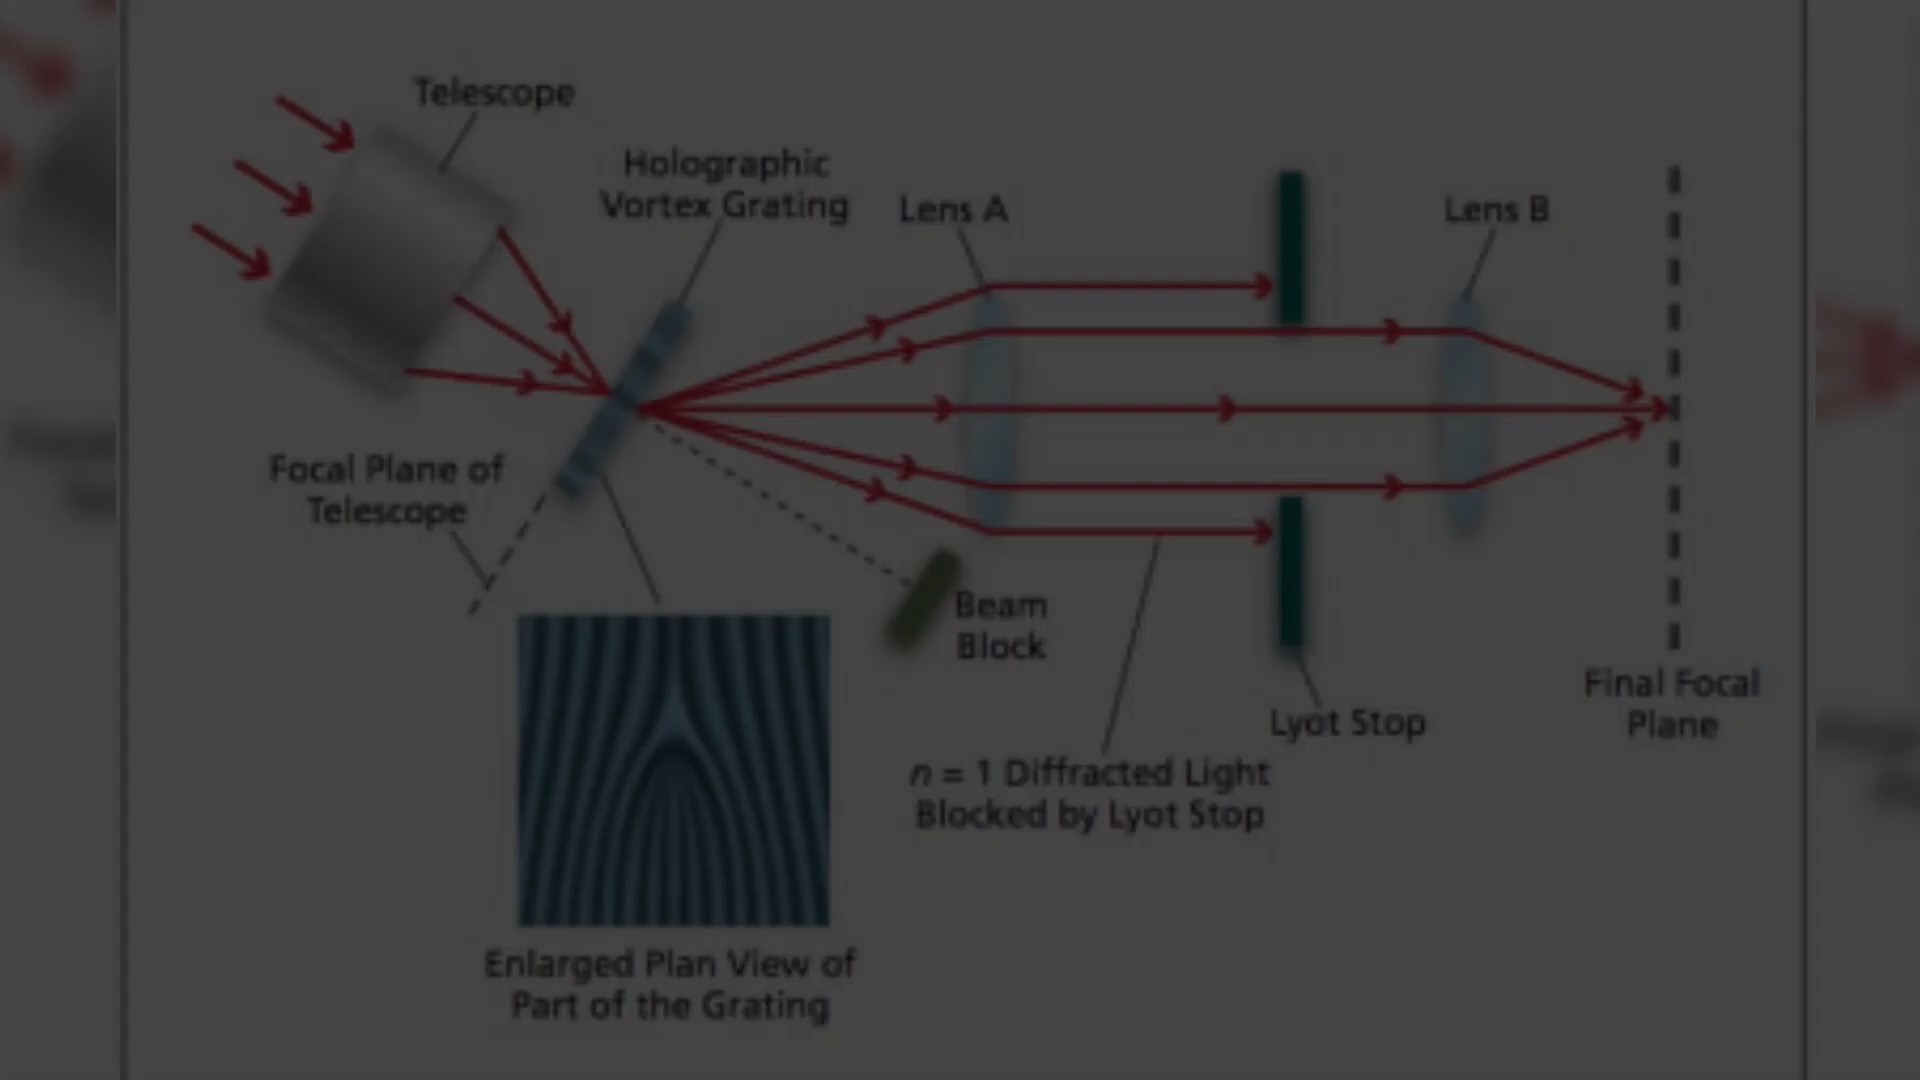 Telescope
Holographic
Vortex Grating
Lens A
Lens B
Focal Plane of
Telescope
Beam
Block
Final Focal
Plane
Lyot Stop
n = 1 Diffracted Light
Blocked by Lyot Stop
Enlarged Plan View of
Part of the Grating